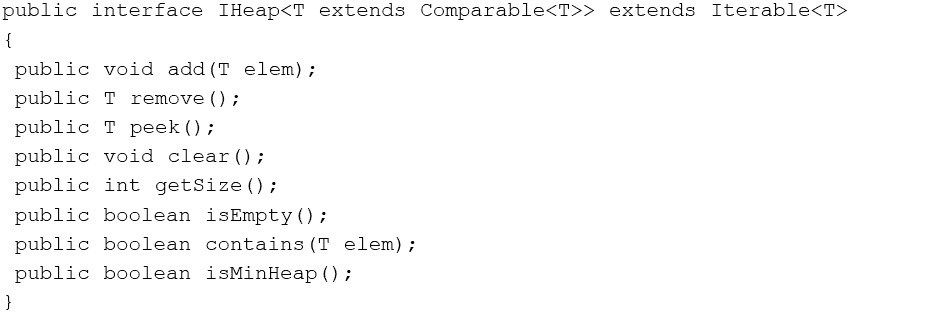 public interface IHeap<T extends Comparable<T>> extends Iterable<T>
{
 public void add(T elem);
 public T remove();
 public T peek();
 public void clear();
 public int getSize();
 public boolean isEmpty();
 public boolean contains(T elem);
 public boolean isMinHeap();
}